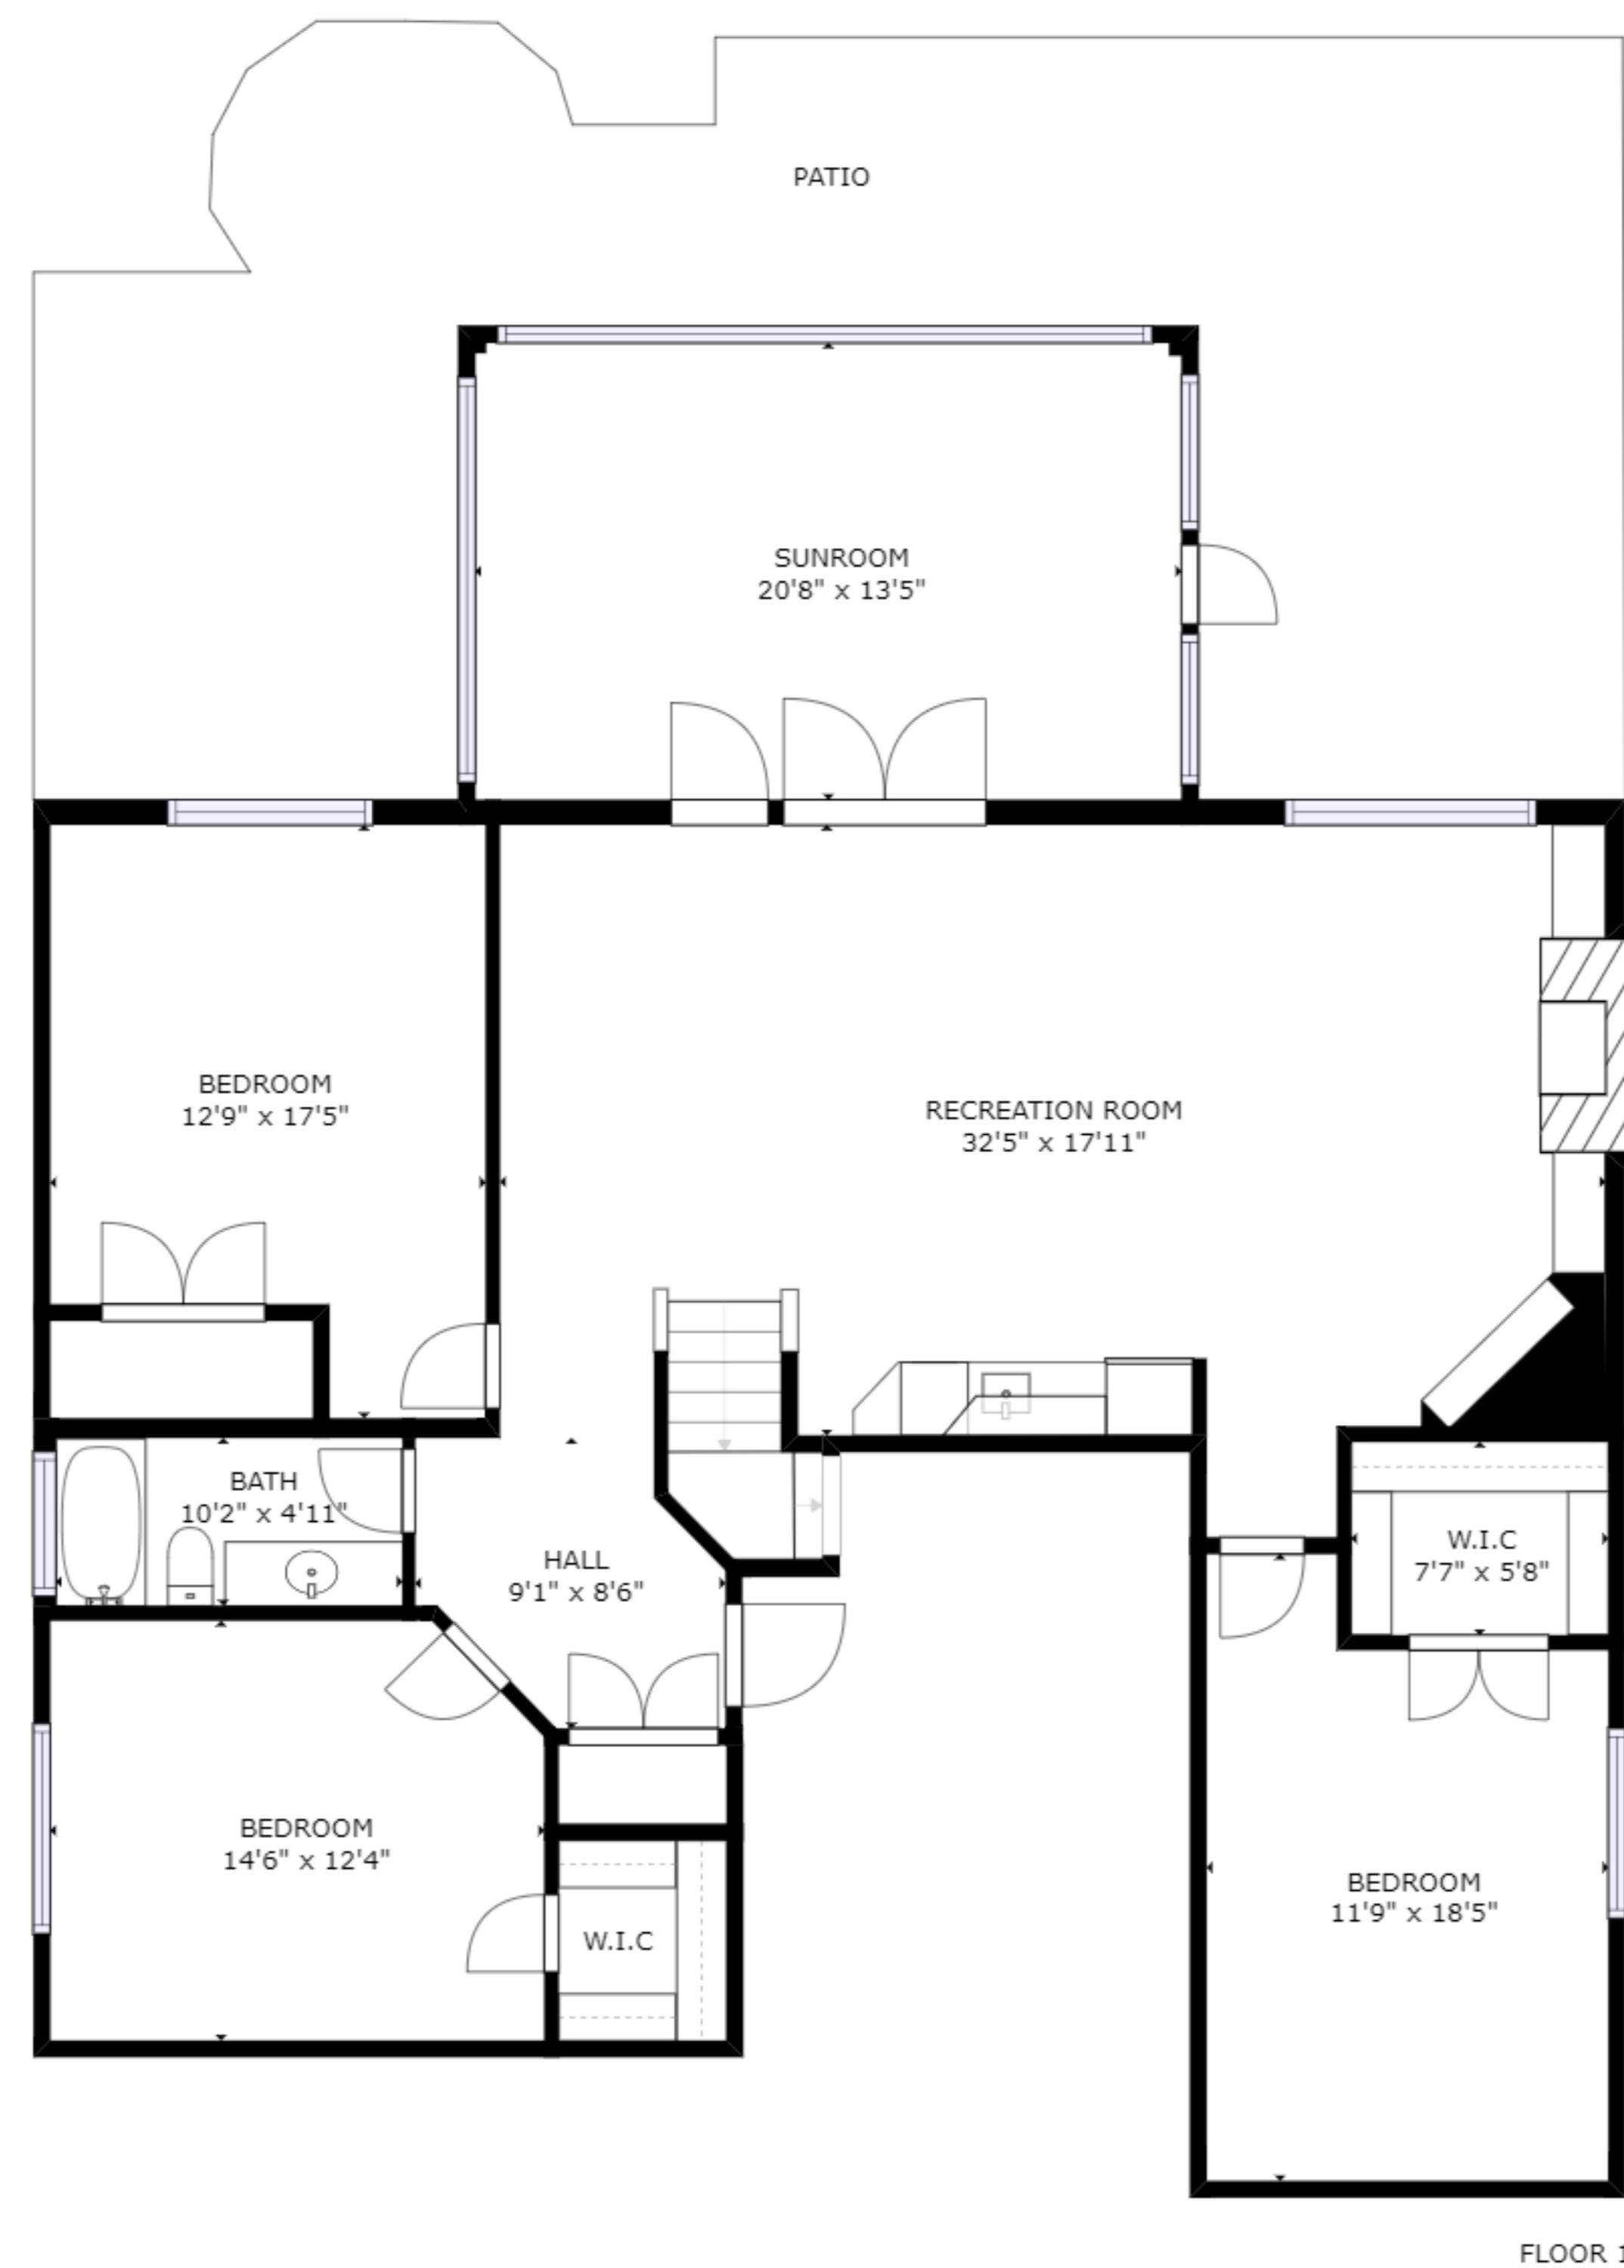 PATIO
SUNROOM
20'8" x 13'5"
BEDROOM
12'9" x 17'5"
RECREATION ROOM
32'5" x 17'11"
BATH
10'2" x 4'11"
HALL
9'1" x 8'6"
W.I.C
7'7" x 5'8"
BEDROOM
14'6" x 12'4"
BEDROOM
11'9" x 18'5"
W.I.C
FLOOR